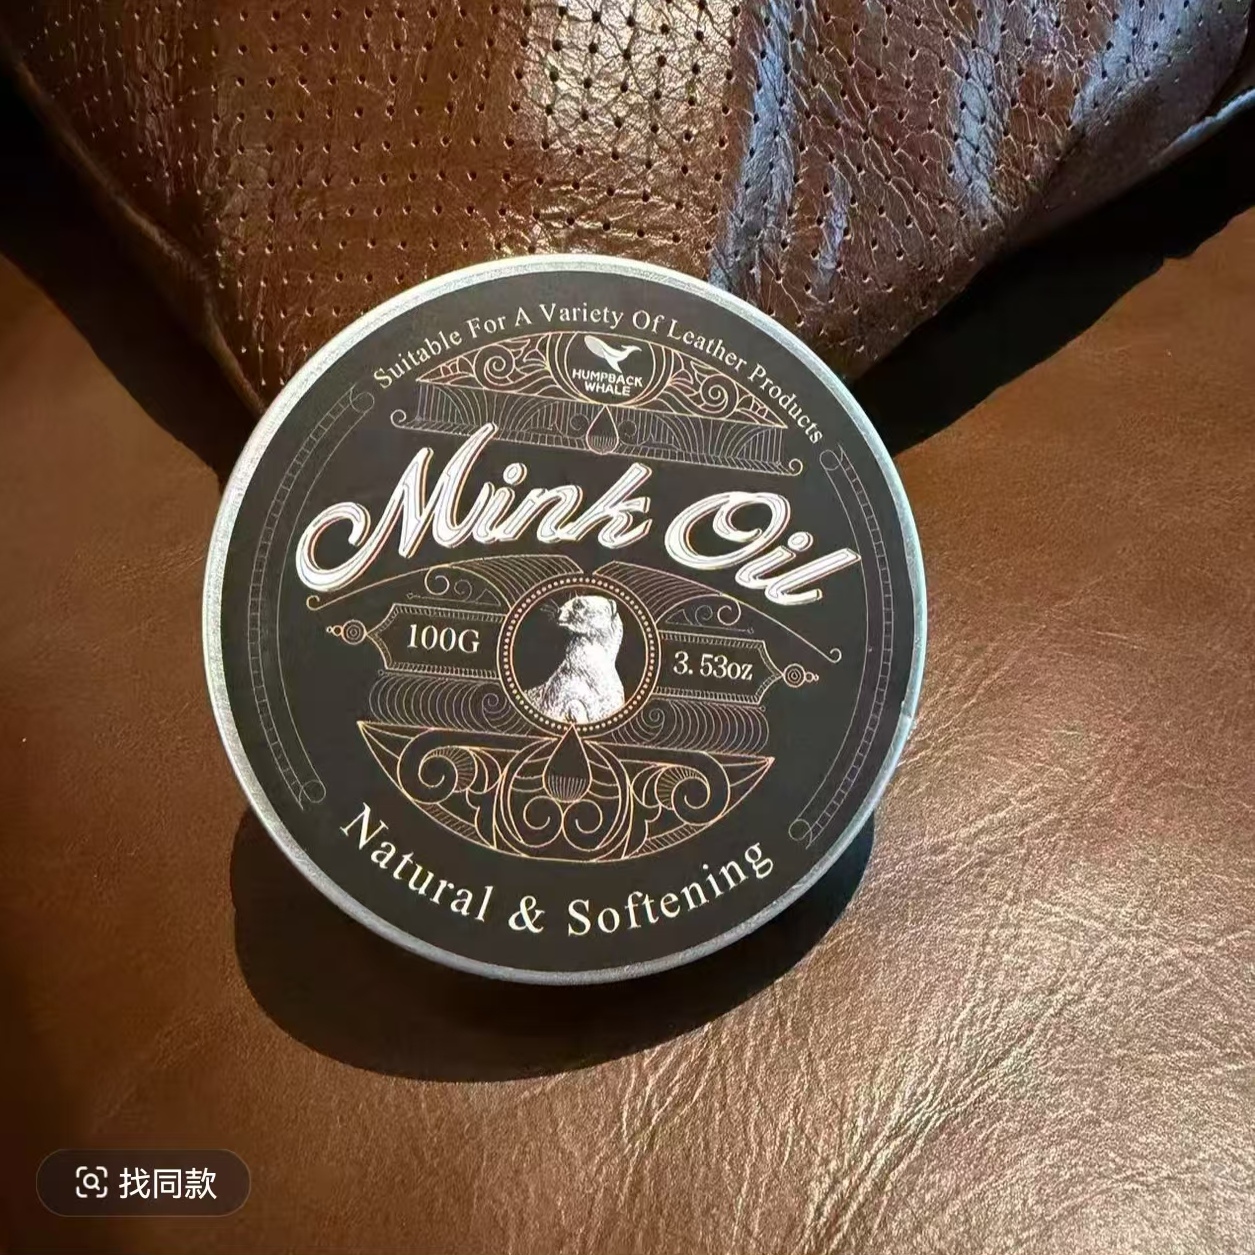 Suitable For A Variety Of Leather Products
HUMPBACK
WHALE
Mink Oil
100G
3.53oz
Natural & Softening
找同款